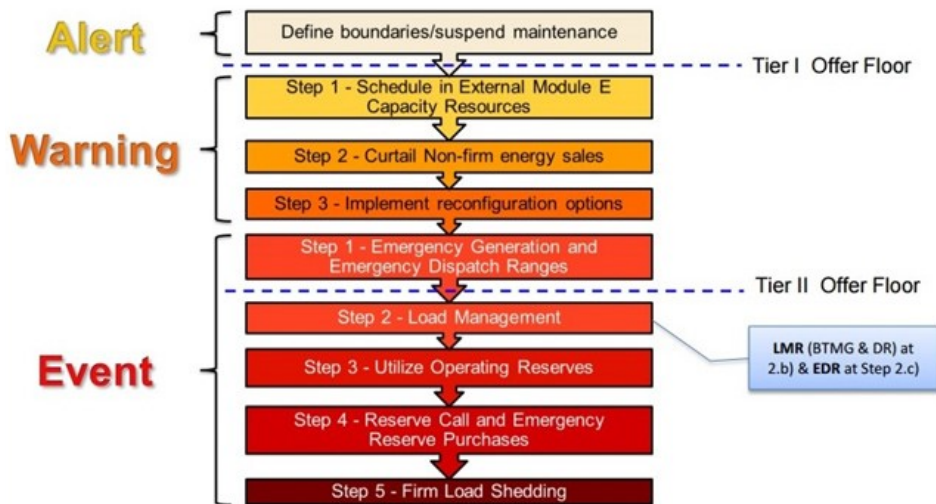 Alert
Define boundaries/suspend maintenance
Tier I Offer Floor
Warning
Step 1 - Schedule in External Module E
Capacity Resources
Step 2 - Curtail Non-firm energy sales
Step 3 - Implement reconfiguration options
Event
Step 1 - Emergency Generation and
Emergency Dispatch Ranges
Tier II Offer Floor
Step 2 - Load Management
LMR (BTMG & DR) at
2.b) & EDR at Step 2.c)
Step 3 - Utilize Operating Reserves
Step 4 - Reserve Call and Emergency
Reserve Purchases
Step 5 - Firm Load Shedding